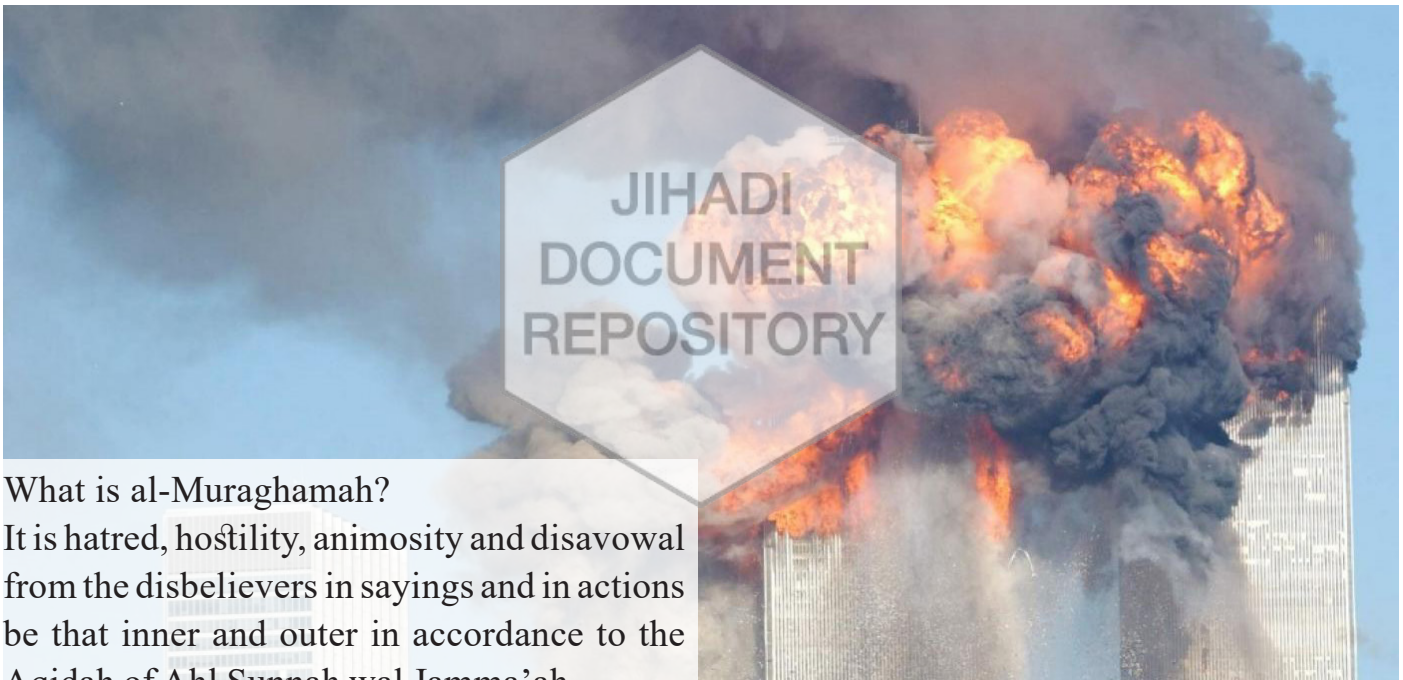 JIHADI
DOCUMENT
REPOSITORY
What is al-Muraghamah?
It is hatred, hostility, animosity and disavowal
from the disbelievers in sayings and in actions
be that inner and outer in accordance to the
Aqidah of Ahl Sunnah wal Jamma'ah